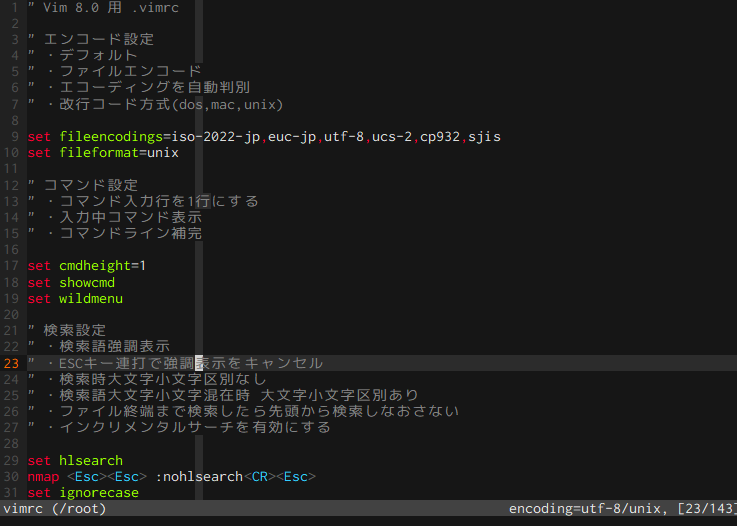 1 " Vim 8.0 用 .vimrc
2
3 " エンコード設定
4 " ・デフォルト
5 " ・ファイルエンコード
6 " ・エコーディングを自動判別
7 " ・改行コード方式(dos,mac,unix)
8
9 set fileencodings=iso-2022-jp,euc-jp,utf-8,ucs-2,cp932,sjis
10 set fileformat=unix
11
12 " コマンド設定
13 " ・コマンド入力行を1行にする
14 " ・入力中コマンド表示
15 " ・コマンドライン補完
16
17 set cmdheight=1
18 set showcmd
19 set wildmenu
20
21 " 検索設定
22 " ・検索語強調表示
23 " ・ESCキー連打で強調表示をキャンセル
24 " ・検索時大文字小文字区別なし
25 " ・検索語大文字小文字混在時 大文字小文字区別あり
26 " ・ファイル終端まで検索したら先頭から検索しなおさない
27 " ・インクリメンタルサーチを有効にする
28
29 set hlsearch
30 nmap <Esc><Esc> :nohlsearch<CR><Esc>
31 set ignorecase
vimrc (/root) encoding=utf-8/unix, [23/143]